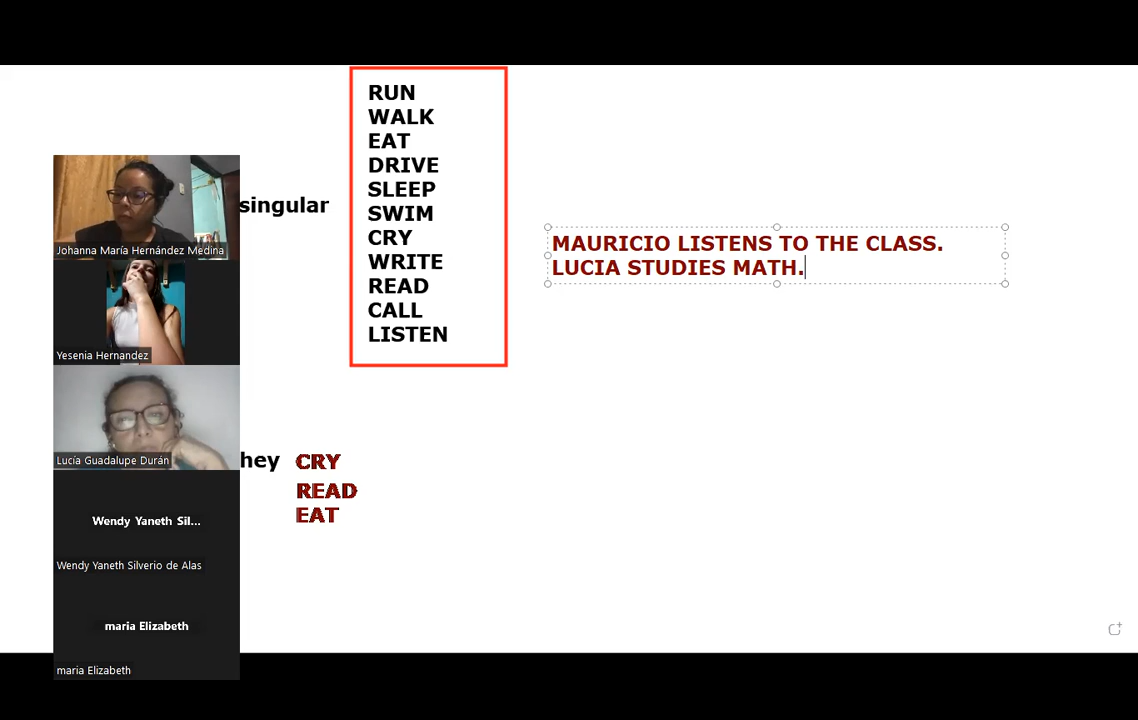 RUN
WALK
EAT
DRIVE
SLEEP
SWIM
CRY
WRITE
READ
CALL
LISTEN
singular
MAURICIO LISTENS TO THE CLASS.
LUCIA STUDIES MATH.
hey
CRY
READ
EAT
Johanna María Hernández Medina
Yesenia Hernandez
Lucía Guadalupe Durán
Wendy Yaneth Sil...
Wendy Yaneth Silverio de Alas
maria Elizabeth
maria Elizabeth